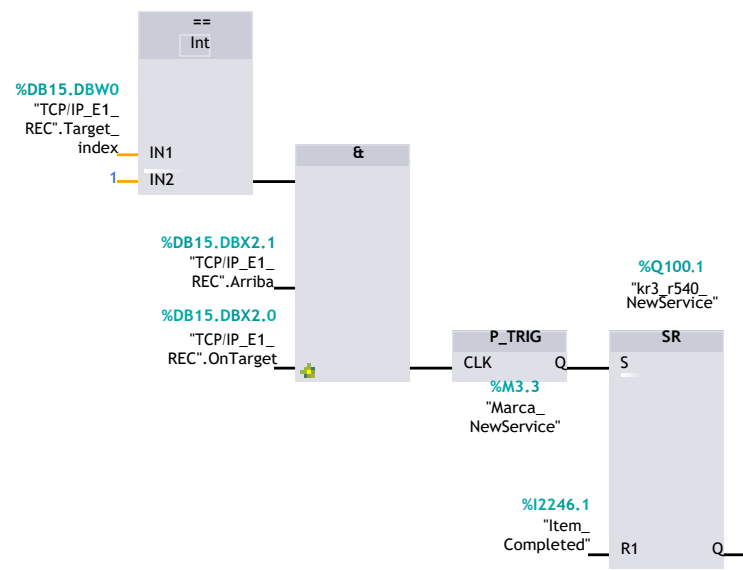 ==
Int
%DB15.DBW0
"TCP/IP_E1_
REC".Target_
index
IN1
1
IN2
&
%DB15.DBX2.1
"TCP/IP_E1_
REC".Arriba
%DB15.DBX2.0
"TCP/IP_E1_
REC".OnTarget
P_TRIG
CLK Q
%M3.3
"Marca_
NewService"
%Q100.1
"kr3_r540_
NewService"
SR
S
%I2246.1
"Item_
Completed"
R1 Q